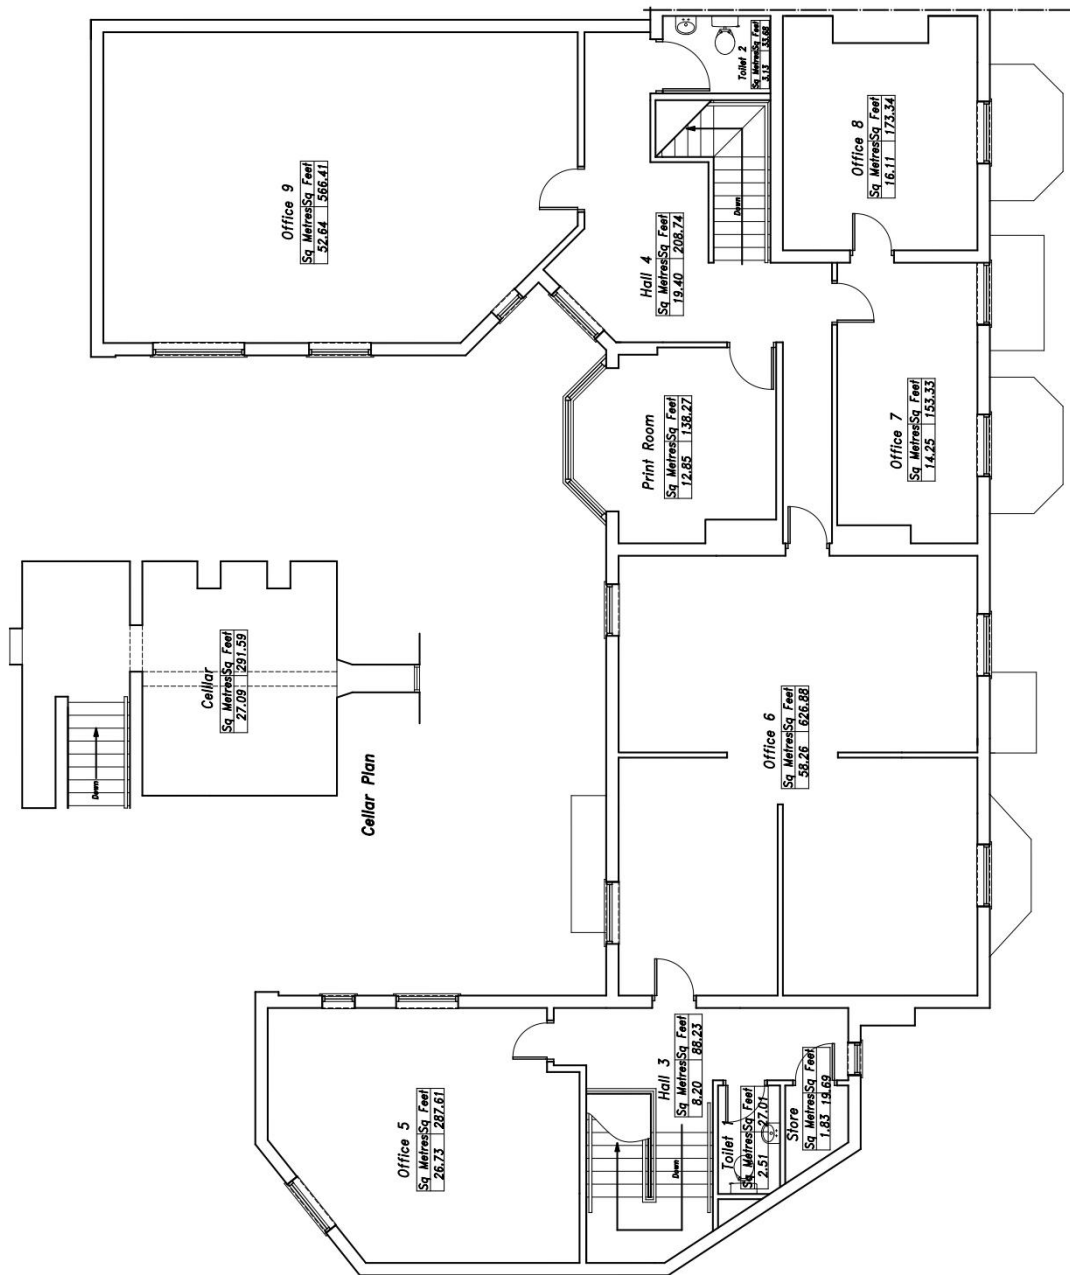 Toilet 2
Sq Metres Sq Feet
3.13 33.68
Office 8
Sq Metres Sq Feet
16.11 173.34
Office 9
Sq Metres Sq Feet
52.64 566.41
Down
Hall 4
Sq Metres Sq Feet
19.40 208.74
Print Room
Sq Metres Sq Feet
12.85 138.27
Office 7
Sq Metres Sq Feet
14.25 153.33
Celllar
Sq Metres Sq Feet
27.09 291.59
Down
Cellar Plan
Office 6
Sq Metres Sq Feet
58.26 626.88
Office 5
Sq Metres Sq Feet
26.73 287.61
Hall 3
Sq Metres Sq Feet
8.20 88.23
Down
Toilet 1
Sq Metres Sq Feet
2.51 27.01
Store
Sq Metres Sq Feet
1.83 19.69